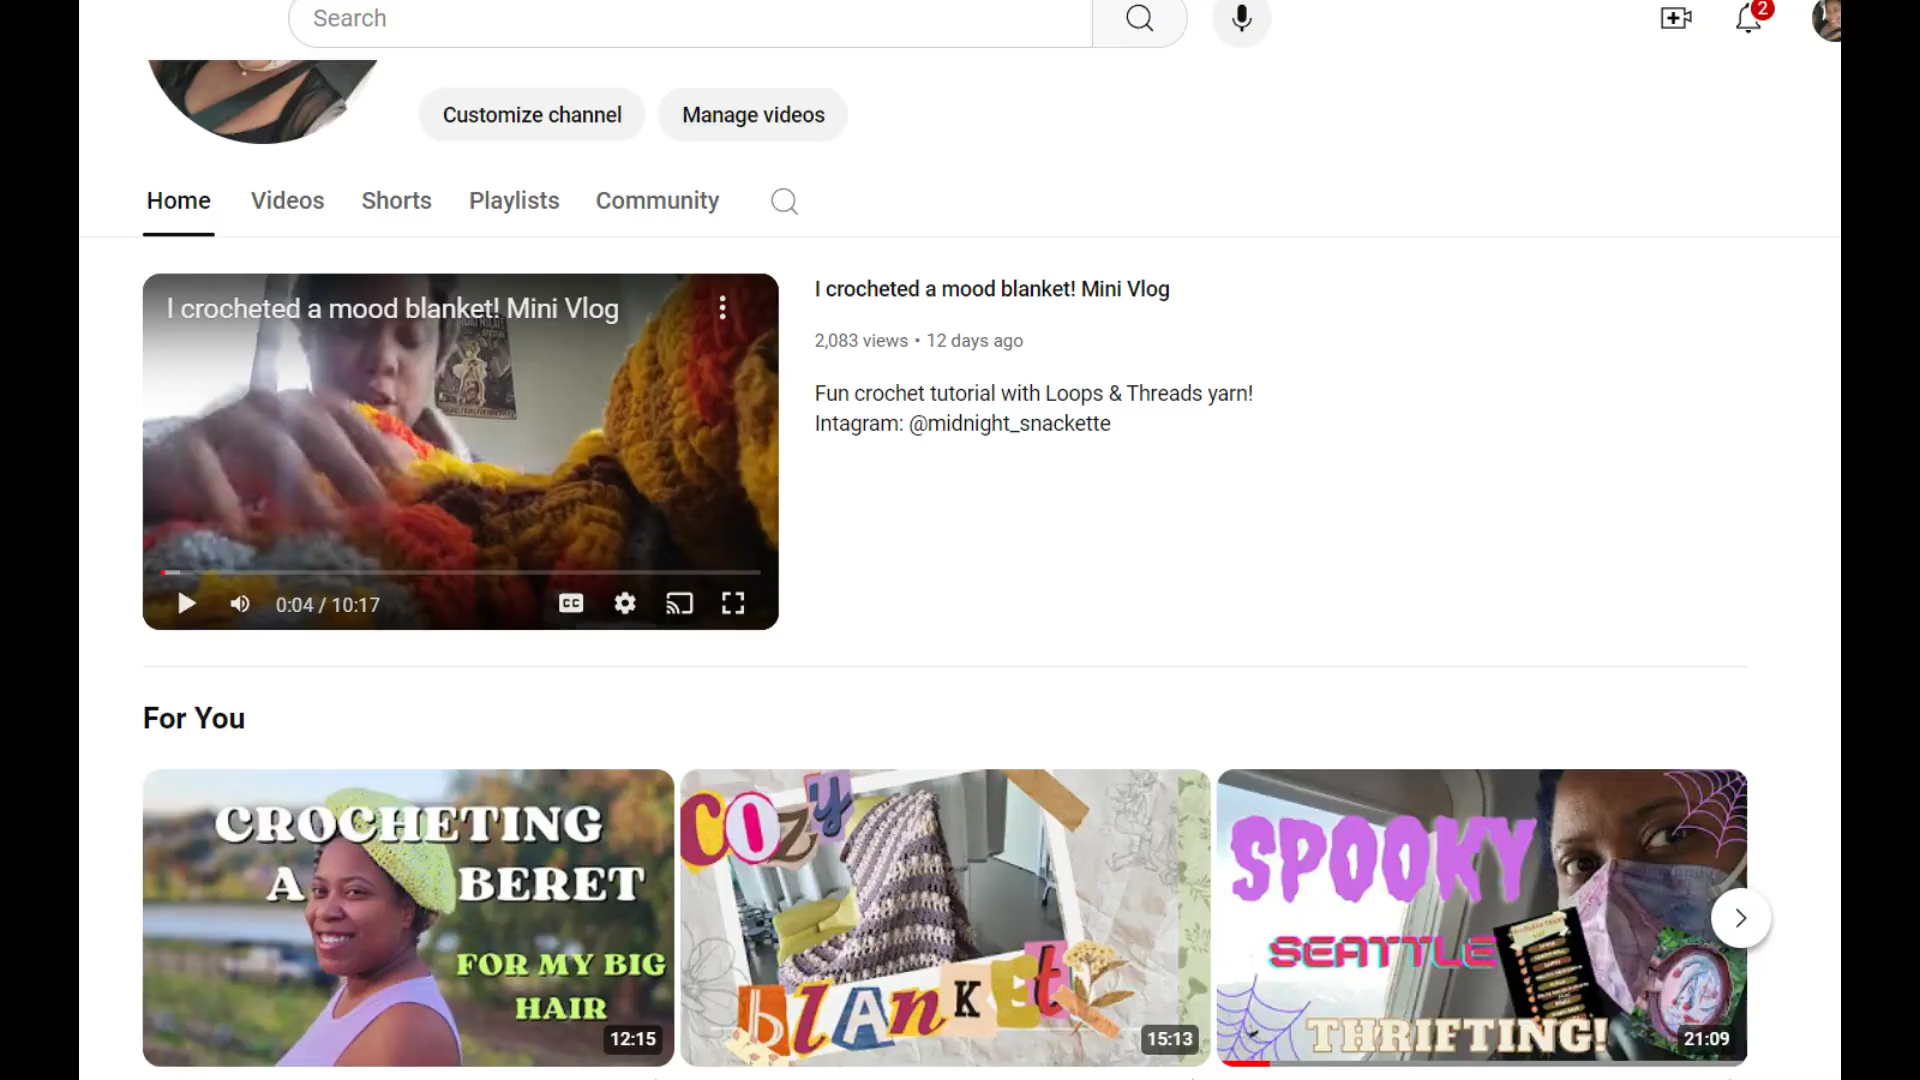 Search
2
Customize channel
Manage videos
Home
Videos
Shorts
Playlists
Community
I crocheted a mood blanket! Mini Vlog
CC
0:04 / 10:17
I crocheted a mood blanket! Mini Vlog
2,083 views • 12 days ago
Fun crochet tutorial with Loops & Threads yarn!
Intagram: @midnight_snackette
For You
CROCHETING
A BERET
FOR MY BIG
HAIR
12:15
COZy
blANKEt
15:13
SPOOKY
SEATTLE
THRIFTING!
21:09